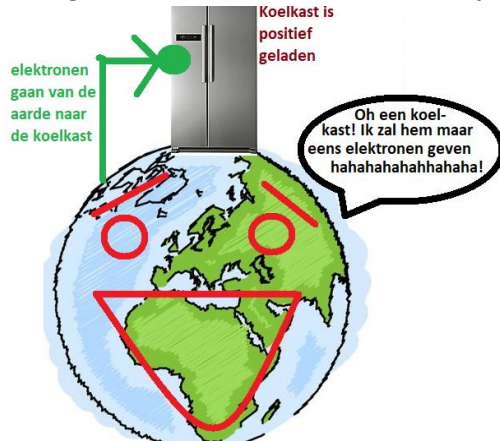 Koelkast is
positief
geladen
elektronen
gaan van de
aarde naar
de koelkast
Oh een koel-
kast! Ik zal hem maar
eens elektronen geven
hahahahahahhahaha!